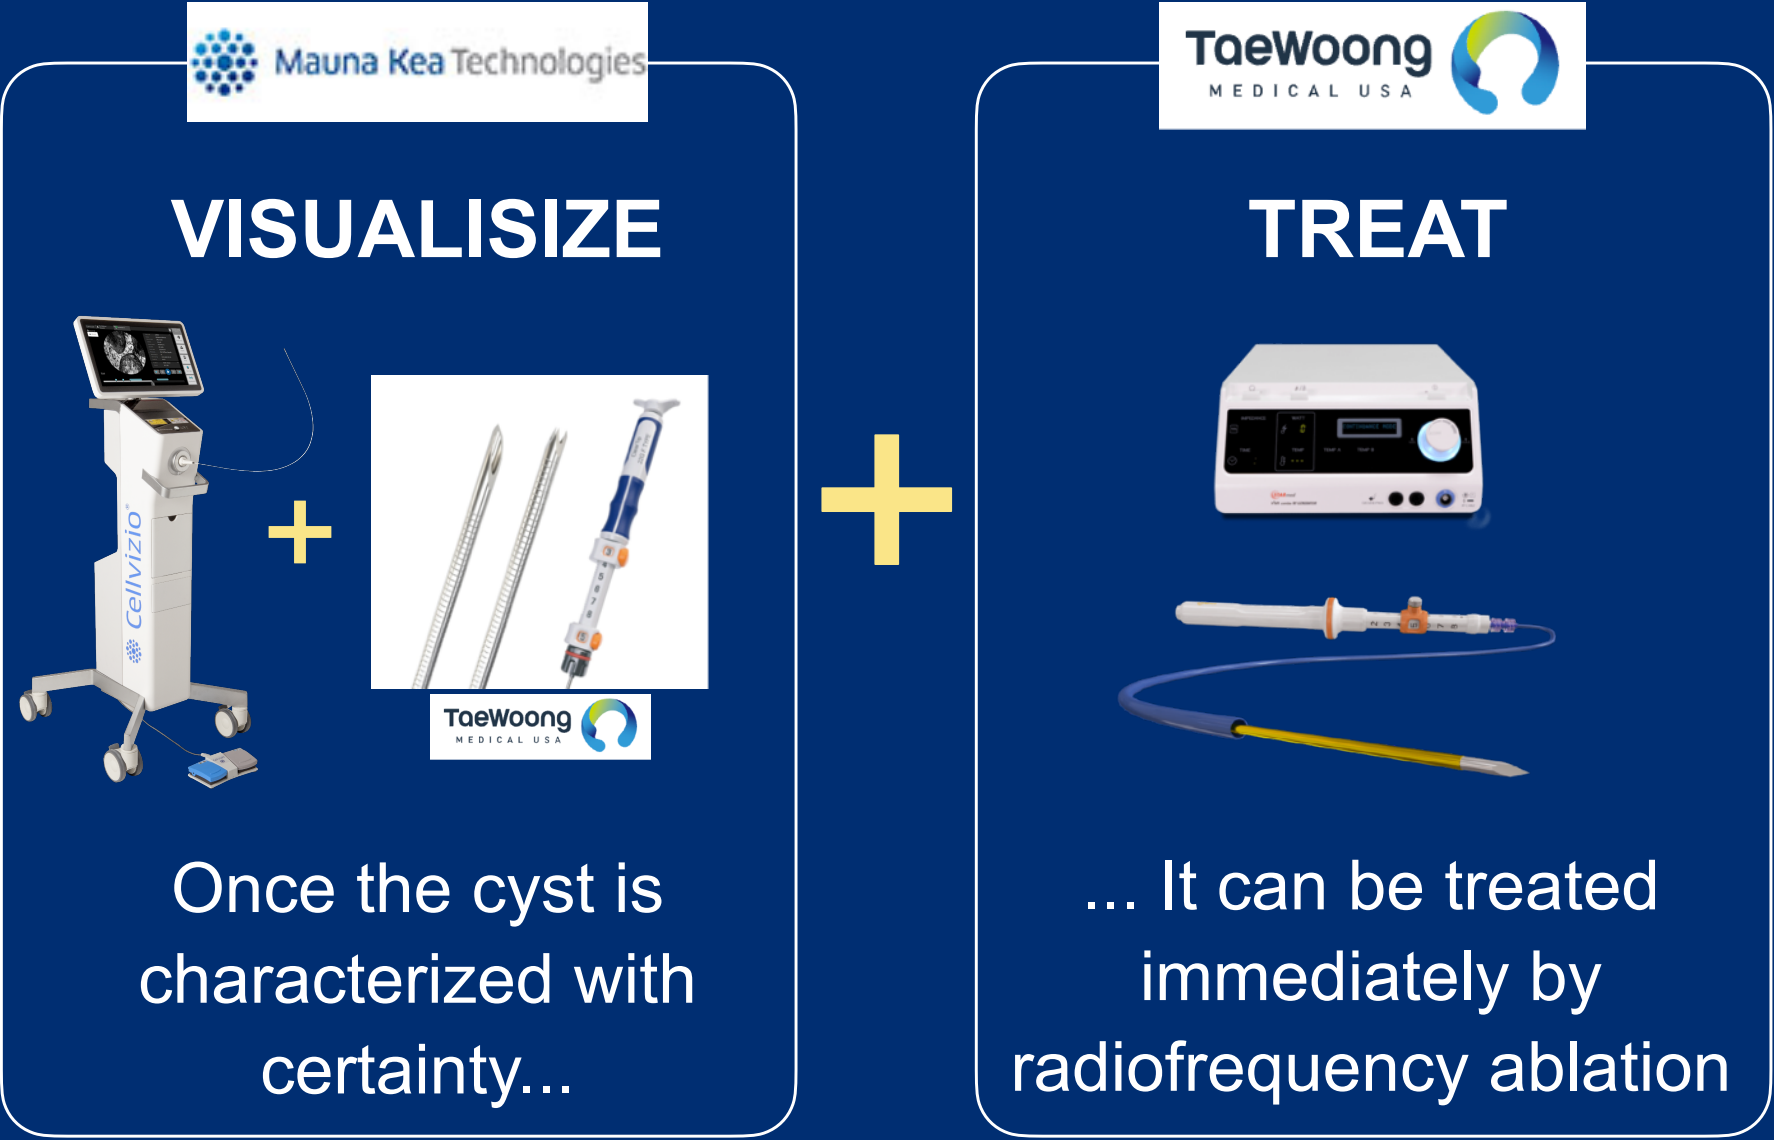 Mauna Kea Technologies
VISUALISIZE
Cellvizio®
TaeWoong
MEDICAL USA
Once the cyst is
characterized with
certainty...
TaeWoong
MEDICAL USA
TREAT
... It can be treated
immediately by
radiofrequency ablation